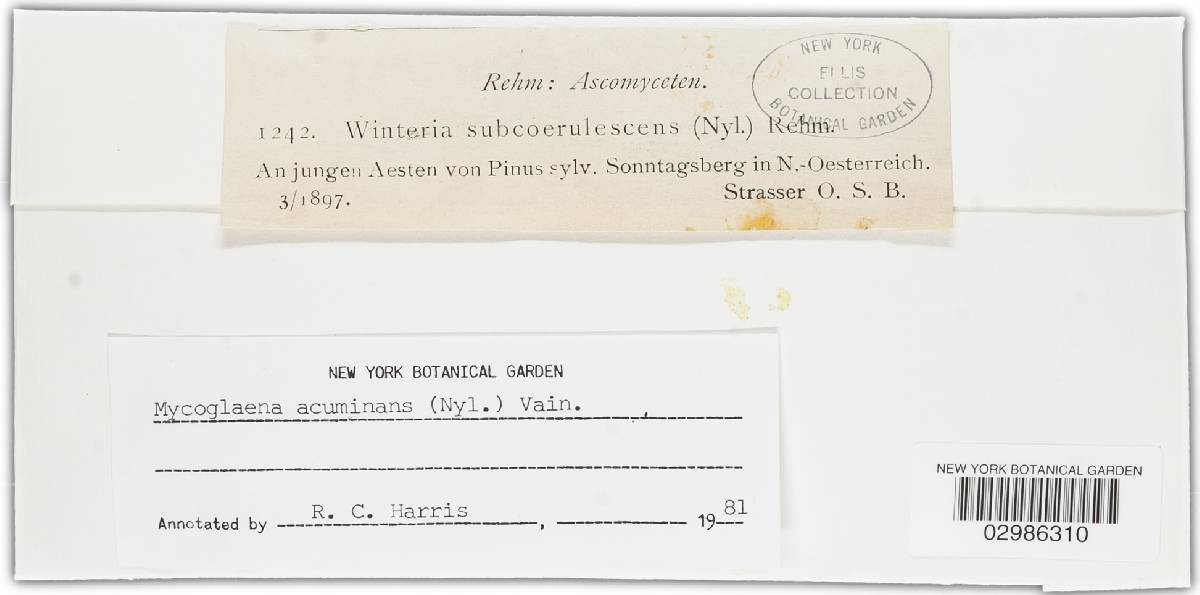 Rehm: Ascomyceten.
NEW YORK
ELLIS
COLLECTION
BOTANICAL GARDEN
1242. Winteria subcoerulescens (Nyl.) Rehm.
An jungen Aesten von Pinus sylv. Sonntagsberg in N.-Oesterreich.
3/1897. Strasser O. S. B.
NEW YORK BOTANICAL GARDEN
Mycoglaena acuminans (Nyl.) Vain.
Annotated by R. C. Harris, 1981
NEW YORK BOTANICAL GARDEN
02986310